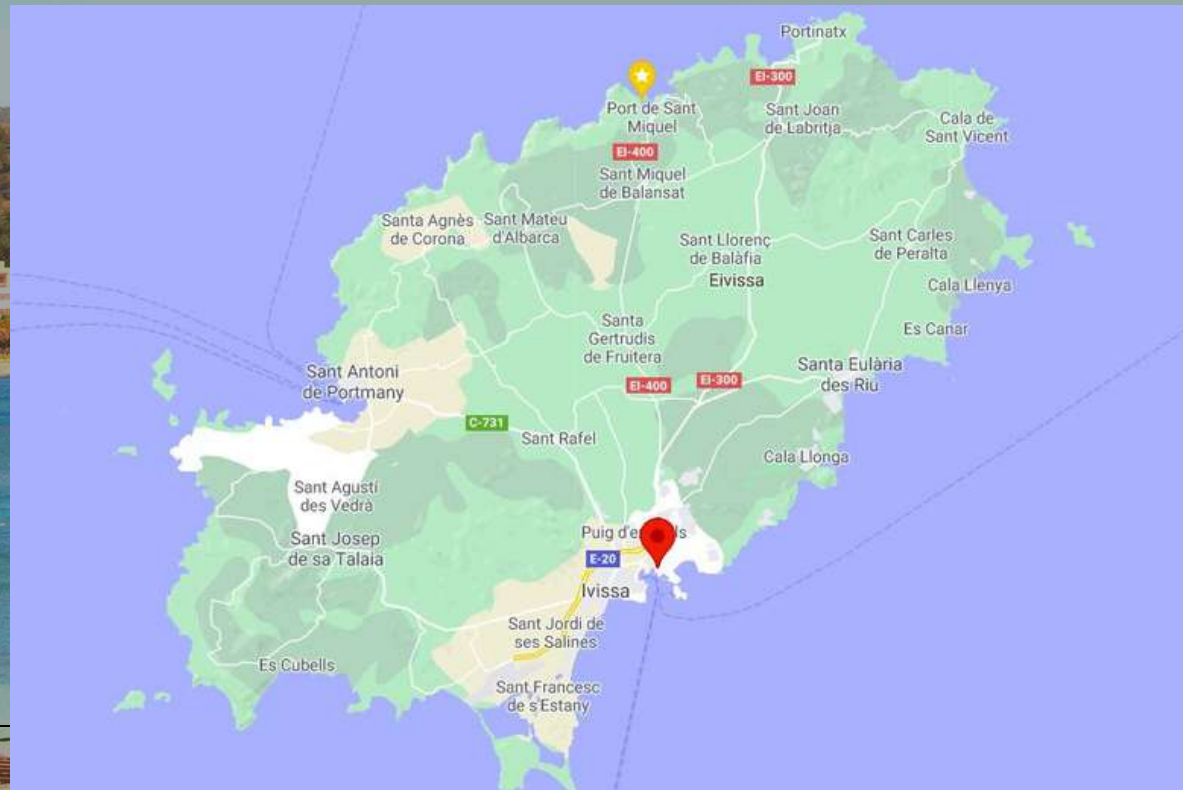 Portinatx
EI-300
Port de Sant
Miquel
Sant Joan
de Labritja
Cala de
Sant Vicent
EI-400
Sant Miquel
de Balansat
Santa Agnès
de Corona
Sant Mateu
d'Albarca
Sant Llorenç
de Balàfia
Sant Carles
de Peralta
Eivissa
Cala Llenya
Santa
Gertrudis
de Fruitera
Es Canar
Sant Antoni
de Portmany
Santa Eulària
des Riu
EI-400
EI-300
C-731
Sant Rafel
Cala Llonga
Sant Agustí
des Vedrà
Sant Josep
de sa Talaia
Puig d'en
E-20
Ivissa
Sant Jordi de
ses Salines
Es Cubells
Sant Francesc
de s'Estany